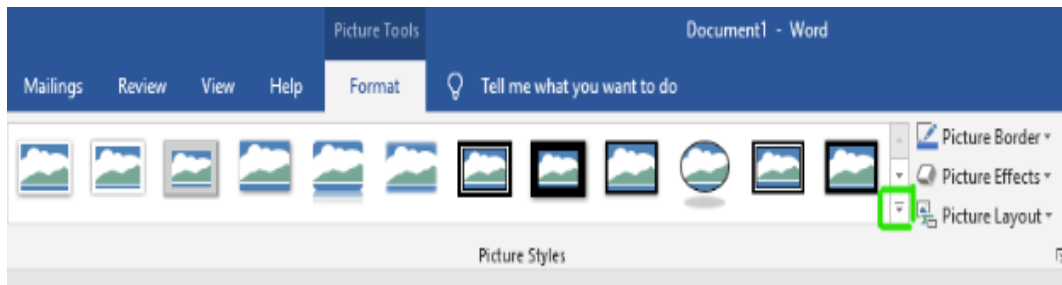 Picture Tools
Document1 - Word
Mailings Review View Help Format Tell me what you want to do
Picture Border
Picture Effects
Picture Layout
Picture Styles